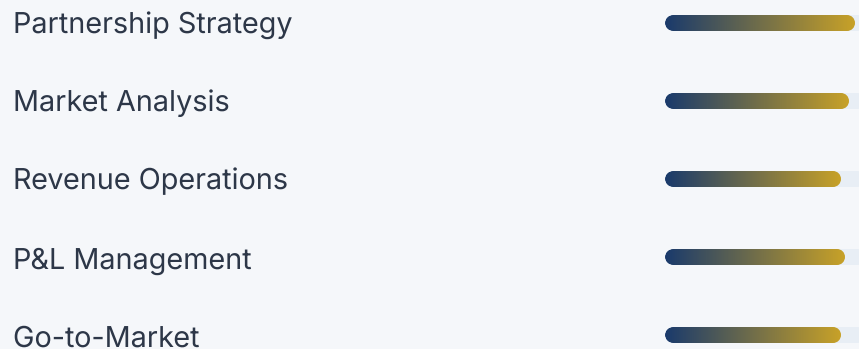 Partnership Strategy
Market Analysis
Revenue Operations
P&L Management
Go-to-Market